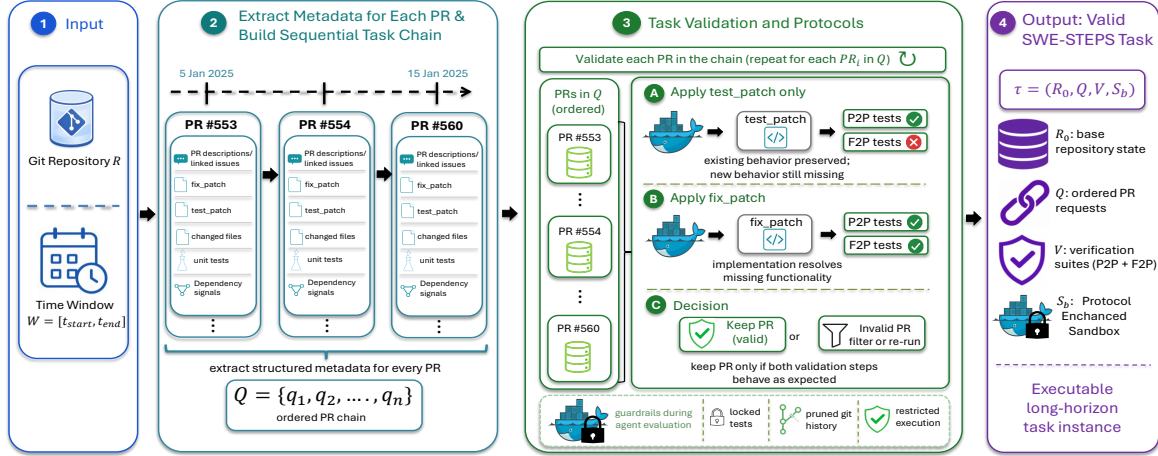 1 Input
Git Repository R
Time Window
W = [t_start, t_end]
2 Extract Metadata for Each PR &
Build Sequential Task Chain
5 Jan 2025
15 Jan 2025
PR #553
PR descriptions/
linked issues
fix_patch
test_patch
changed files
unit tests
Dependency
signals
⋮
PR #554
PR descriptions/
linked issues
fix_patch
test_patch
changed files
unit tests
Dependency
signals
⋮
PR #560
PR descriptions/
linked issues
fix_patch
test_patch
changed files
unit tests
Dependency
signals
⋮
extract structured metadata for every PR
Q = {q₁, q₂, …., qₙ}
ordered PR chain
3 Task Validation and Protocols
Validate each PR in the chain (repeat for each PRᵢ in Q)
PRs in Q
(ordered)
PR #553
⋮
PR #554
⋮
PR #560
A Apply test_patch only
test_patch
P2P tests
F2P tests
existing behavior preserved;
new behavior still missing
B Apply fix_patch
fix_patch
P2P tests
F2P tests
implementation resolves
missing functionality
C Decision
Keep PR
(valid)
or
Invalid PR
filter or re-run
keep PR only if both validation steps
behave as expected
guardrails during
agent evaluation
locked
tests
pruned git
history
restricted
execution
4 Output: Valid
SWE-STEPS Task
τ = (R₀, Q, V, S_b)
R₀: base
repository state
Q: ordered PR
requests
V: verification
suites (P2P + F2P)
S_b: Protocol
Enchanced
Sandbox
Executable
long-horizon
task instance